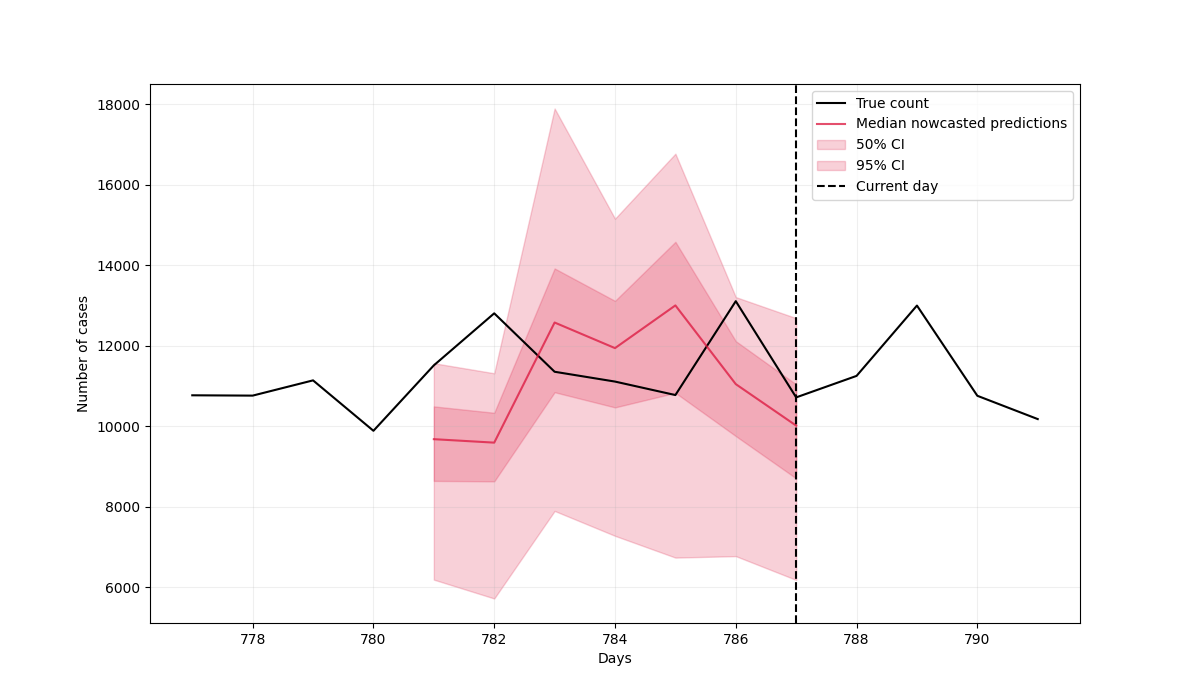 18000
16000
14000
12000
10000
8000
6000
Number of cases
True count
Median nowcasted predictions
50% CI
95% CI
Current day
778 780 782 784 786 788 790
Days